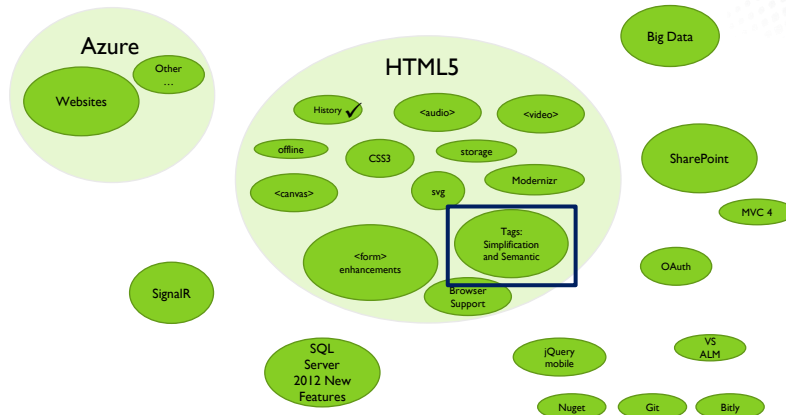 Azure
Other
…
Websites
HTML5
Big Data
History ✓
<audio>
<video>
offline
CSS3
storage
SharePoint
<canvas>
svg
Modernizr
MVC 4
Tags:
Simplification
and Semantic
<form>
enhancements
OAuth
SignalR
Browser
Support
SQL
Server
2012 New
Features
jQuery
mobile
VS
ALM
Nuget
Git
Bitly